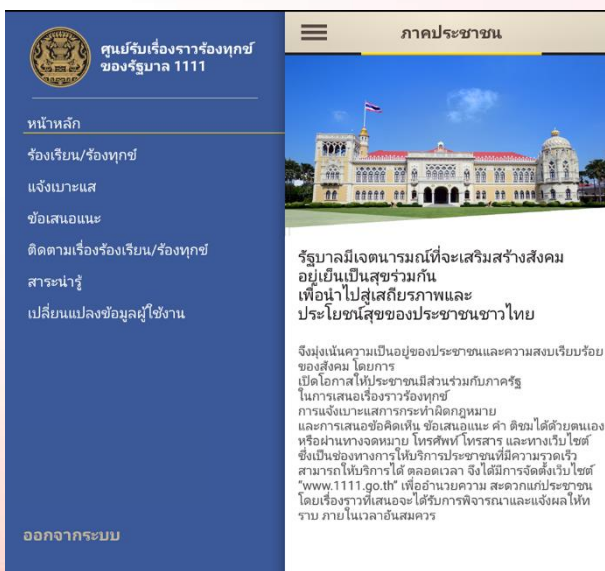 ศูนย์รับเรื่องราวร้องทุกข์
ของรัฐบาล 1111
หน้าหลัก
ร้องเรียน/ร้องทุกข์
แจ้งเบาะแส
ข้อเสนอแนะ
ติดตามเรื่องร้องเรียน/ร้องทุกข์
สาระน่ารู้
เปลี่ยนแปลงข้อมูลผู้ใช้งาน
ออกจากระบบ
ภาคประชาชน
รัฐบาลมีเจตนารมณ์ที่จะเสริมสร้างสังคม
อยู่เย็นเป็นสุขร่วมกัน
เพื่อนำไปสู่เสถียรภาพและ
ประโยชน์สุขของประชาชนชาวไทย
จึงมุ่งเน้นความเป็นอยู่ของประชาชนและความสงบเรียบร้อย
ของสังคม โดยการ
เปิดโอกาสให้ประชาชนมีส่วนร่วมกับภาครัฐ
ในการเสนอเรื่องราวร้องทุกข์
การแจ้งเบาะแสการกระทำผิดกฎหมาย
และการเสนอข้อคิดเห็น ข้อเสนอแนะ คำ ติชมได้ด้วยตนเอง
หรือผ่านทางจดหมาย โทรศัพท์ โทรสาร และทางเว็บไซต์
ซึ่งเป็นช่องทางการให้บริการประชาชนที่มีความรวดเร็ว
สามารถให้บริการได้ ตลอดเวลา จึงได้มีการจัดตั้งเว็บไซต์
"www.1111.go.th" เพื่ออำนวยความ สะดวกแก่ประชาชน
โดยเรื่องราวที่เสนอจะได้รับการพิจารณาและแจ้งผลให้ท
ราบ ภายในเวลาอันสมควร